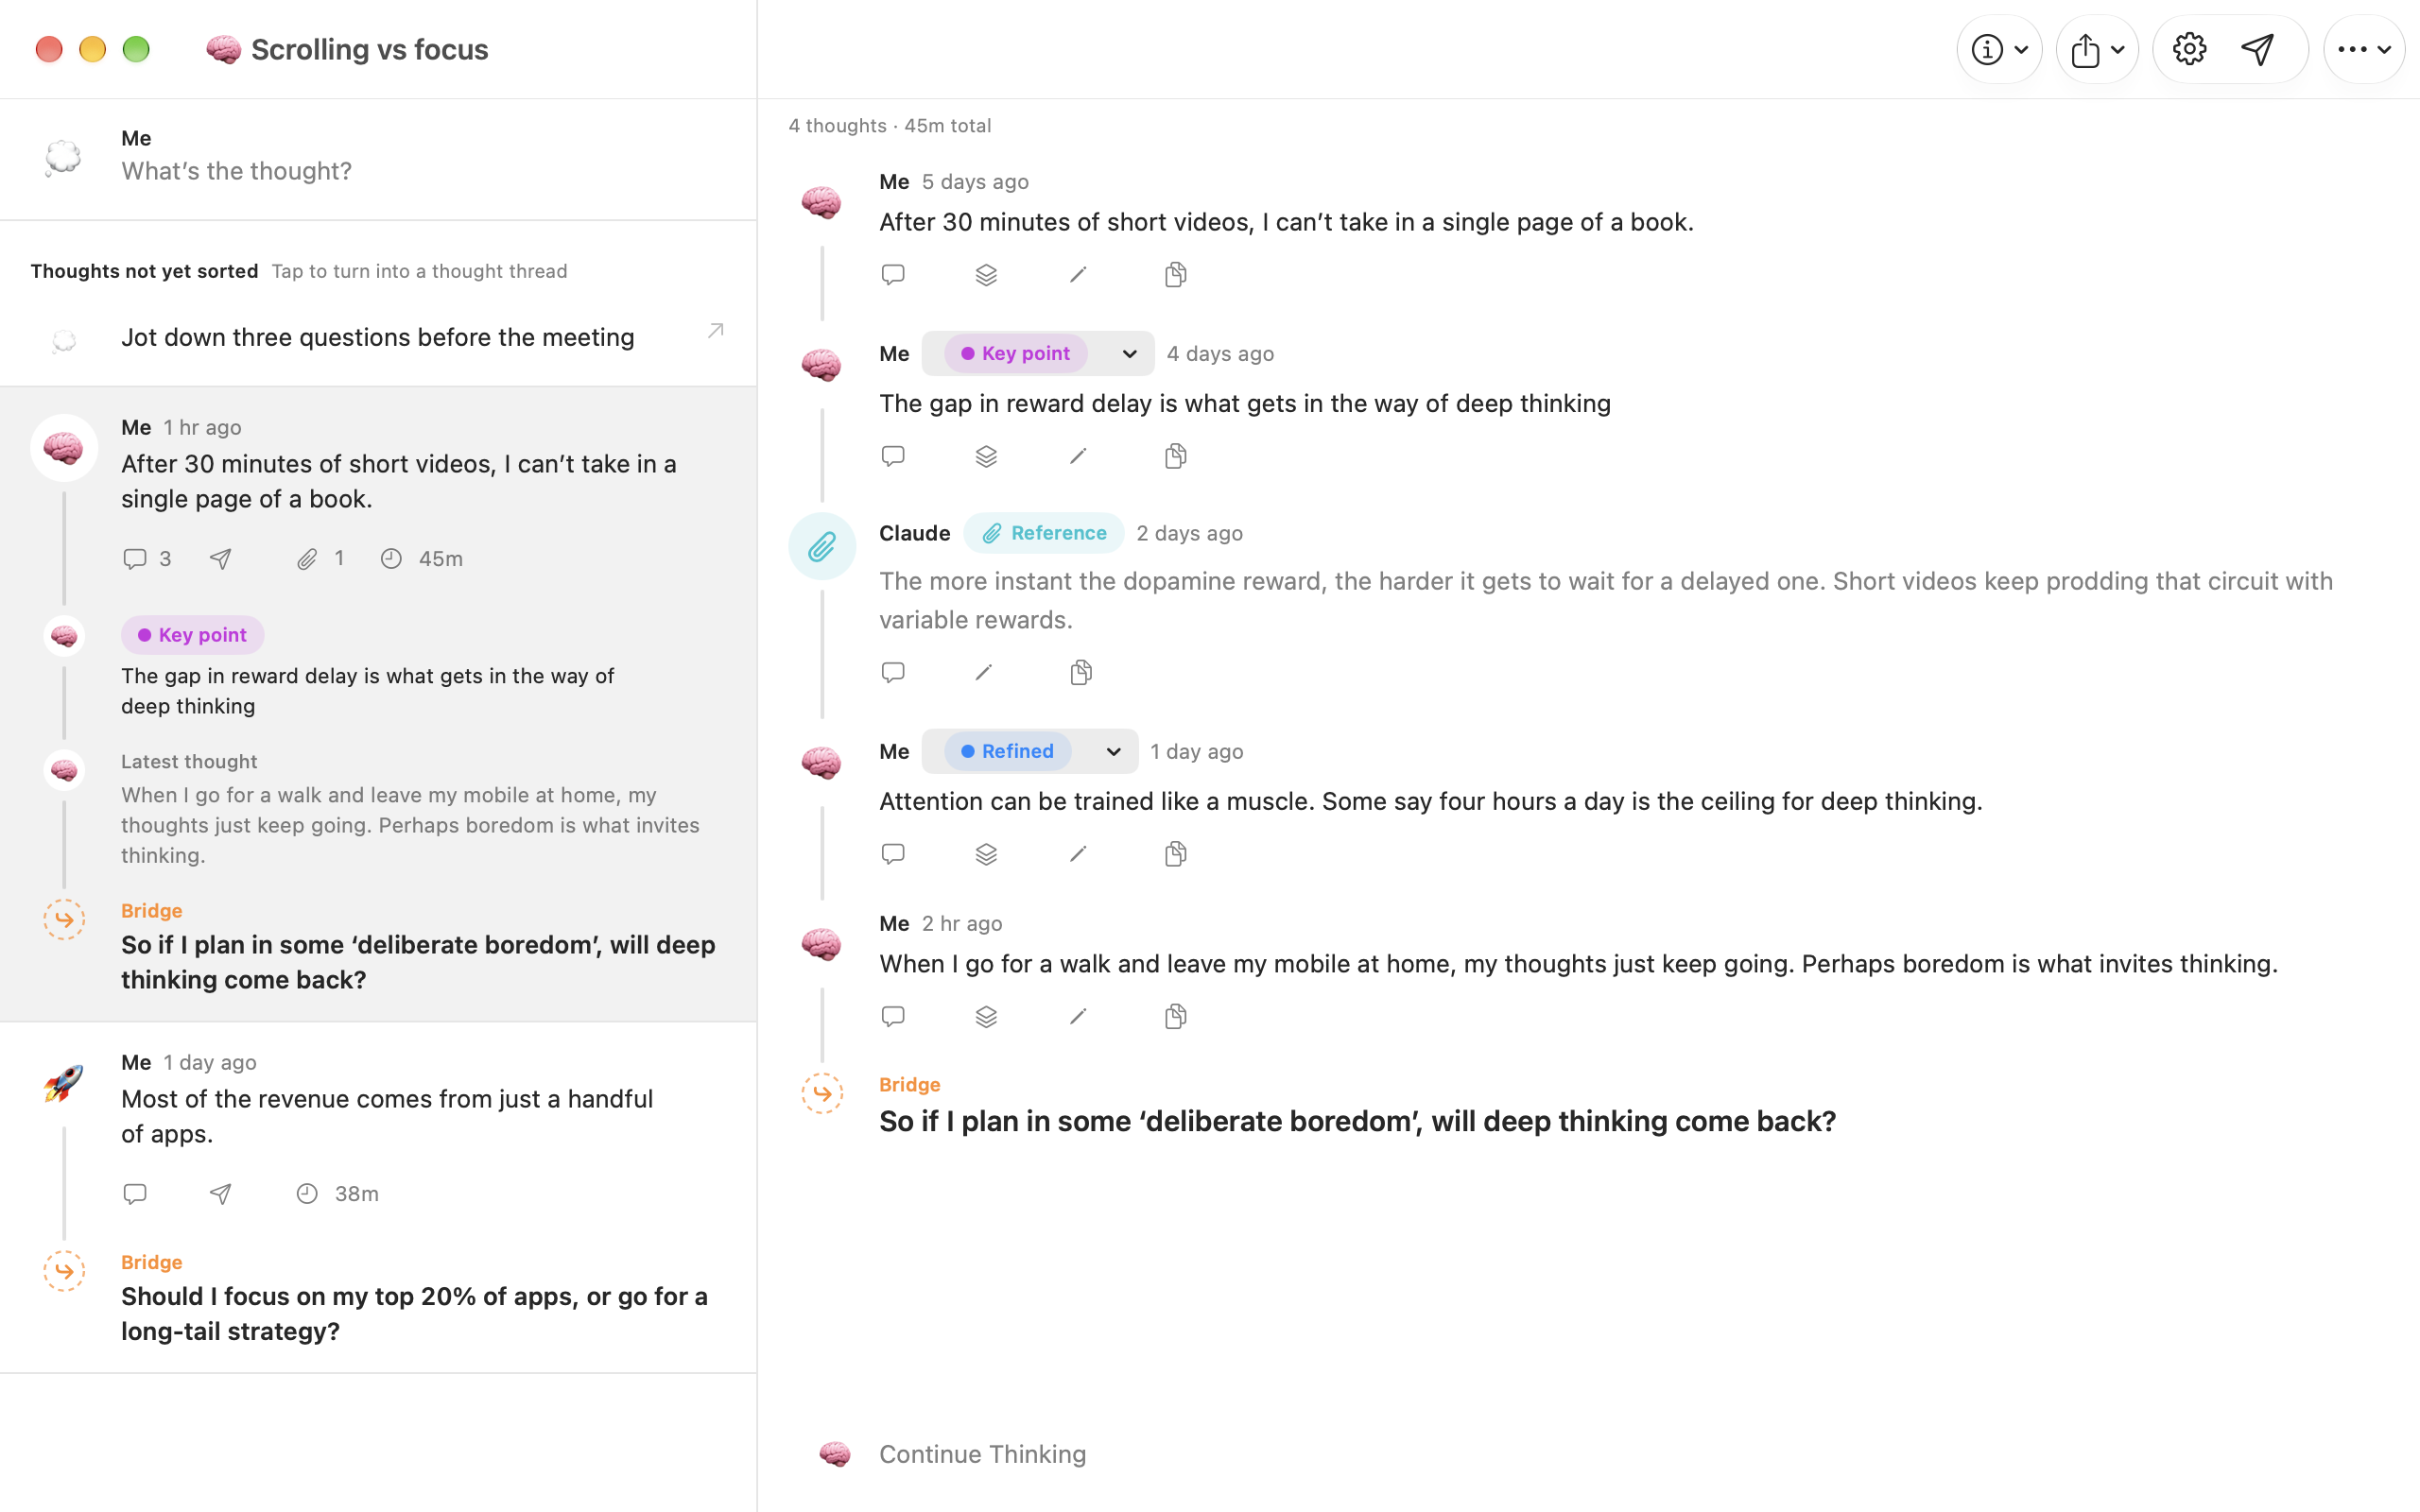 Scrolling vs focus
Me
What’s the thought?
Thoughts not yet sorted Tap to turn into a thought thread
Jot down three questions before the meeting
Me 1 hr ago
After 30 minutes of short videos, I can’t take in a
single page of a book.
3 1 45m
Key point
The gap in reward delay is what gets in the way of
deep thinking
Latest thought
When I go for a walk and leave my mobile at home, my
thoughts just keep going. Perhaps boredom is what invites
thinking.
Bridge
So if I plan in some ‘deliberate boredom’, will deep
thinking come back?
Me 1 day ago
Most of the revenue comes from just a handful
of apps.
38m
Bridge
Should I focus on my top 20% of apps, or go for a
long-tail strategy?
4 thoughts · 45m total
Me 5 days ago
After 30 minutes of short videos, I can’t take in a single page of a book.
Me Key point 4 days ago
The gap in reward delay is what gets in the way of deep thinking
Claude Reference 2 days ago
The more instant the dopamine reward, the harder it gets to wait for a delayed one. Short videos keep prodding that circuit with
variable rewards.
Me Refined 1 day ago
Attention can be trained like a muscle. Some say four hours a day is the ceiling for deep thinking.
Me 2 hr ago
When I go for a walk and leave my mobile at home, my thoughts just keep going. Perhaps boredom is what invites thinking.
Bridge
So if I plan in some ‘deliberate boredom’, will deep thinking come back?
Continue Thinking